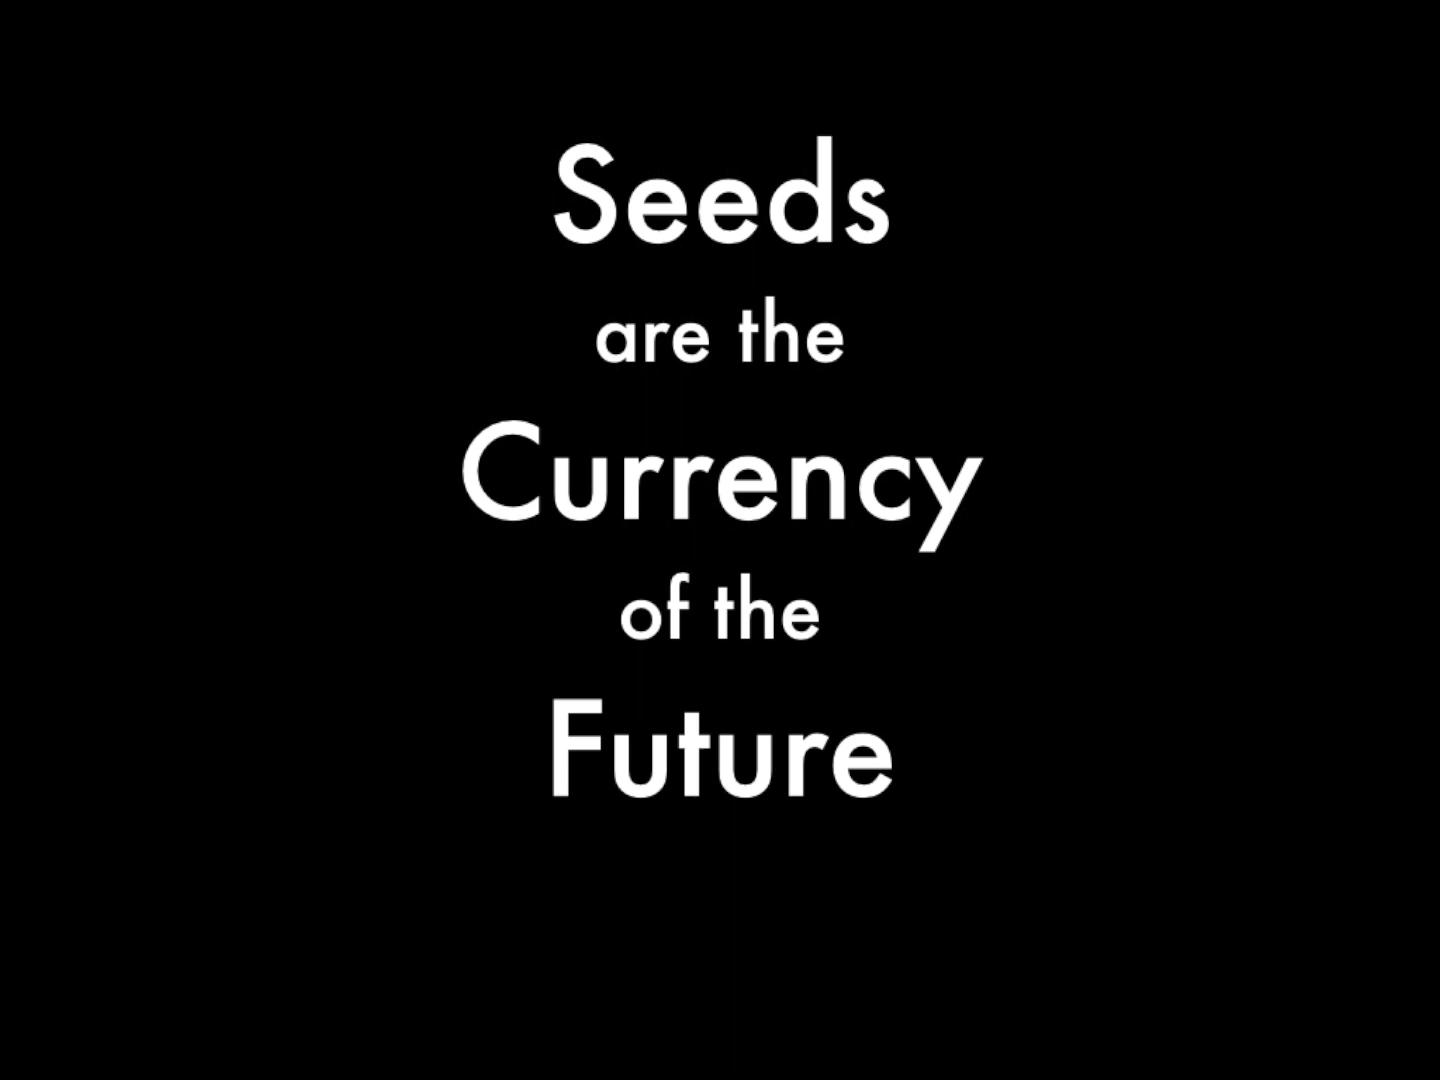 Seeds
are the
Currency
of the
Future